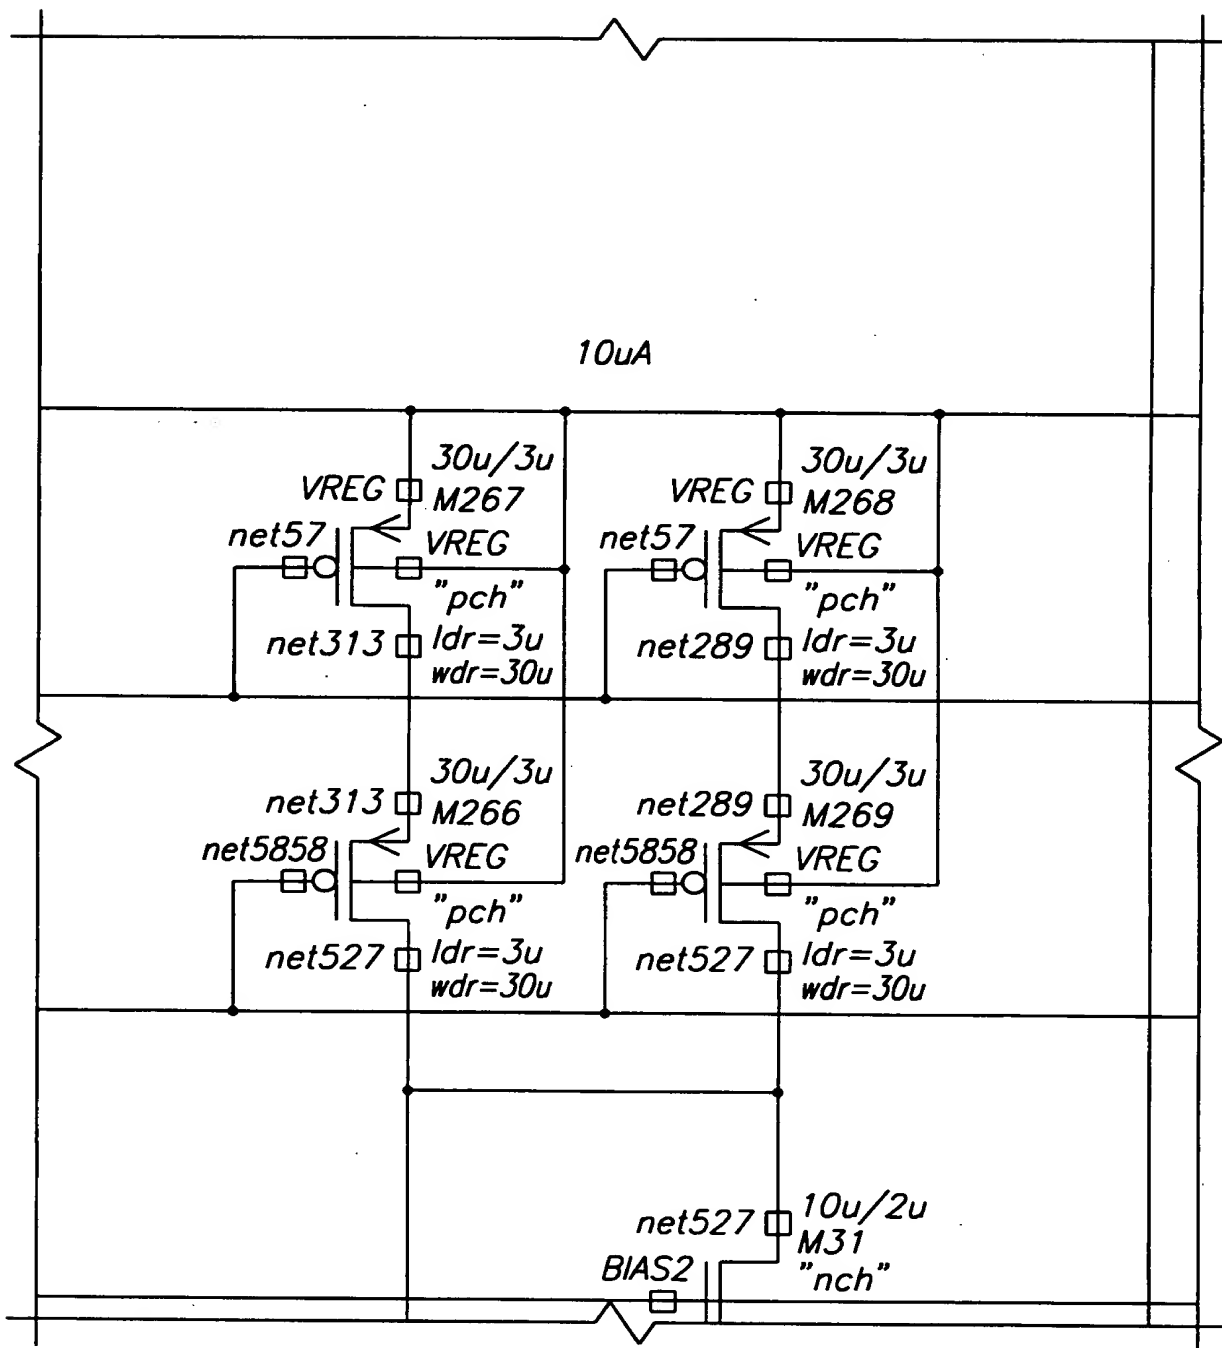 10uA
30u/3u
VREG M267
net57 VREG
"pch"
net313 ldr=3u
wdr=30u
30u/3u
VREG M268
net57 VREG
"pch"
net289 ldr=3u
wdr=30u
30u/3u
net313 M266
net5858 VREG
"pch"
net527 ldr=3u
wdr=30u
30u/3u
net289 M269
net5858 VREG
"pch"
net527 ldr=3u
wdr=30u
10u/2u
net527 M31
BIAS2 "nch"